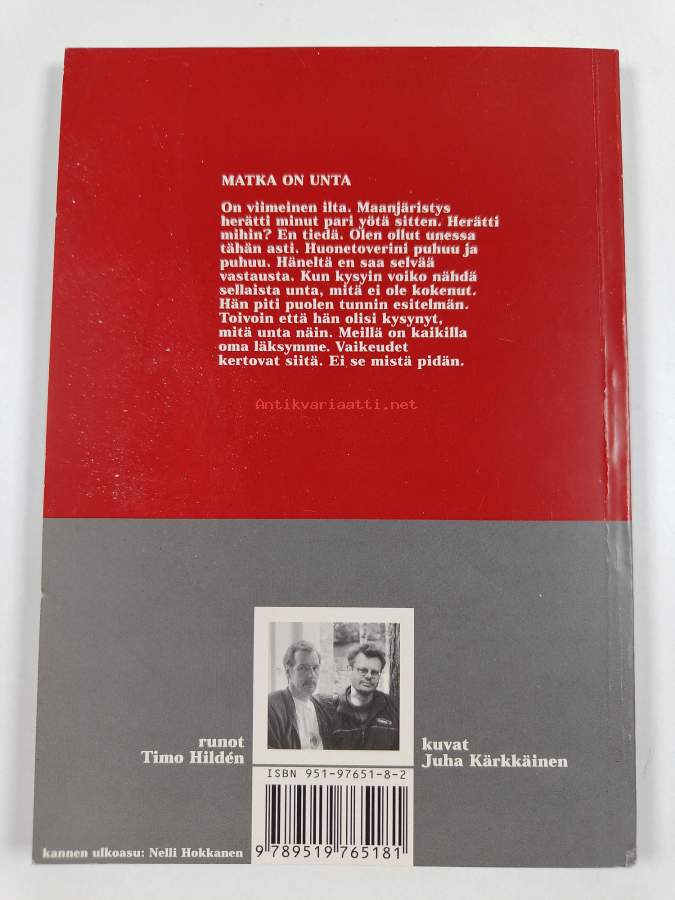 MATKA ON UNTA
On viimeinen ilta. Maanjäristys
herätti minut pari yötä sitten. Herätti
mihin? En tiedä. Olen ollut unessa
tähän asti. Huonetoverini puhuu ja
puhuu. Häneltä en saa selvää
vastausta. Kun kysyin voiko nähdä
sellaista unta, mitä ei ole kokenut.
Hän piti puolen tunnin esitelmän.
Toivoin että hän olisi kysynyt,
mitä unta näin. Meillä on kaikilla
oma läksymme. Vaikeudet
kertovat siitä. Ei se mistä pidän.
Antikvariaatti.net
runot
Timo Hildén
kuvat
Juha Kärkkäinen
ISBN 951-97651-8-2
9 789519 765181
kannen ulkoasu: Nelli Hokkanen